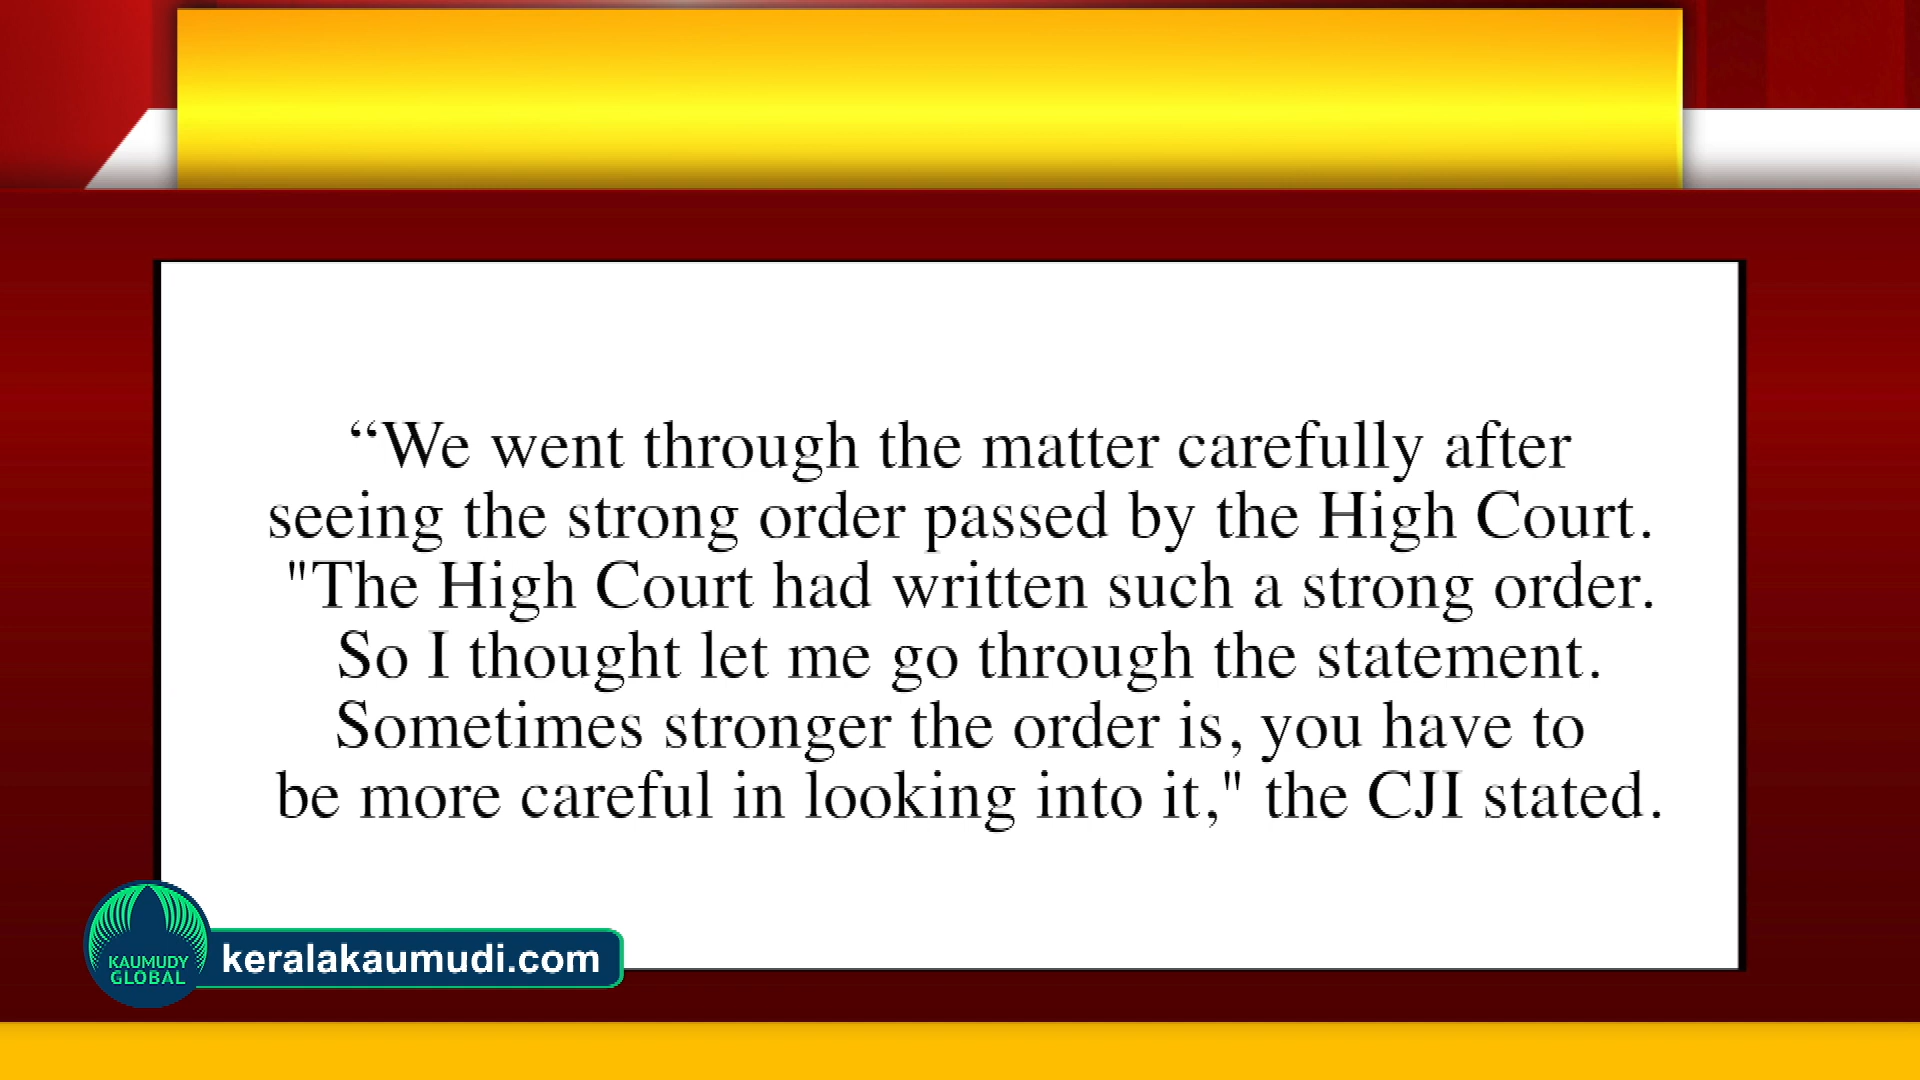 “We went through the matter carefully after
seeing the strong order passed by the High Court.
"The High Court had written such a strong order.
So I thought let me go through the statement.
Sometimes stronger the order is, you have to
be more careful in looking into it," the CJI stated.
KAUMUDY
GLOBAL
keralakaumudi.com